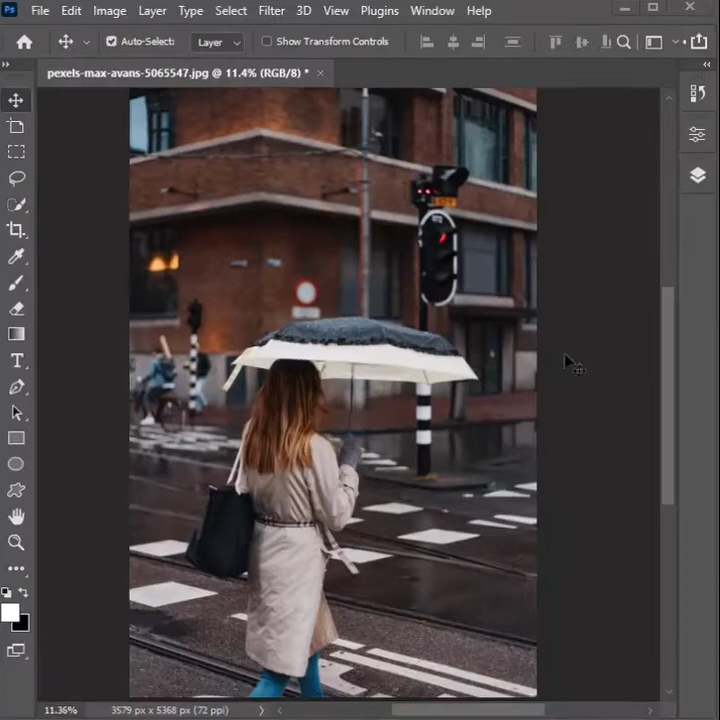 Ps File Edit Image Layer Type Select Filter 3D View Plugins Window Help
Auto-Select: Layer Show Transform Controls
pexels-max-avans-5065547.jpg @ 11.4% (RGB/8) *
11.36% 3579 px x 5368 px (72 ppi)